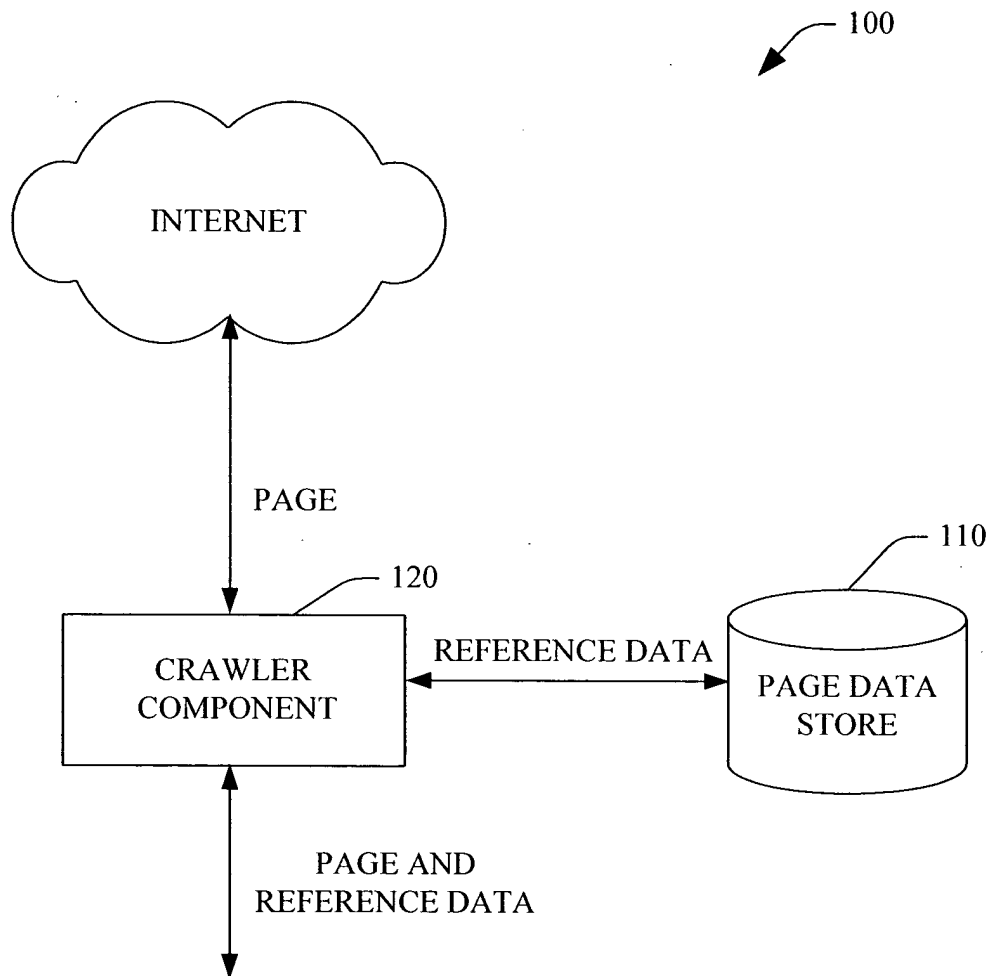 100
INTERNET
PAGE
110
120
REFERENCE DATA
CRAWLER
COMPONENT
PAGE DATA
STORE
PAGE AND
REFERENCE DATA